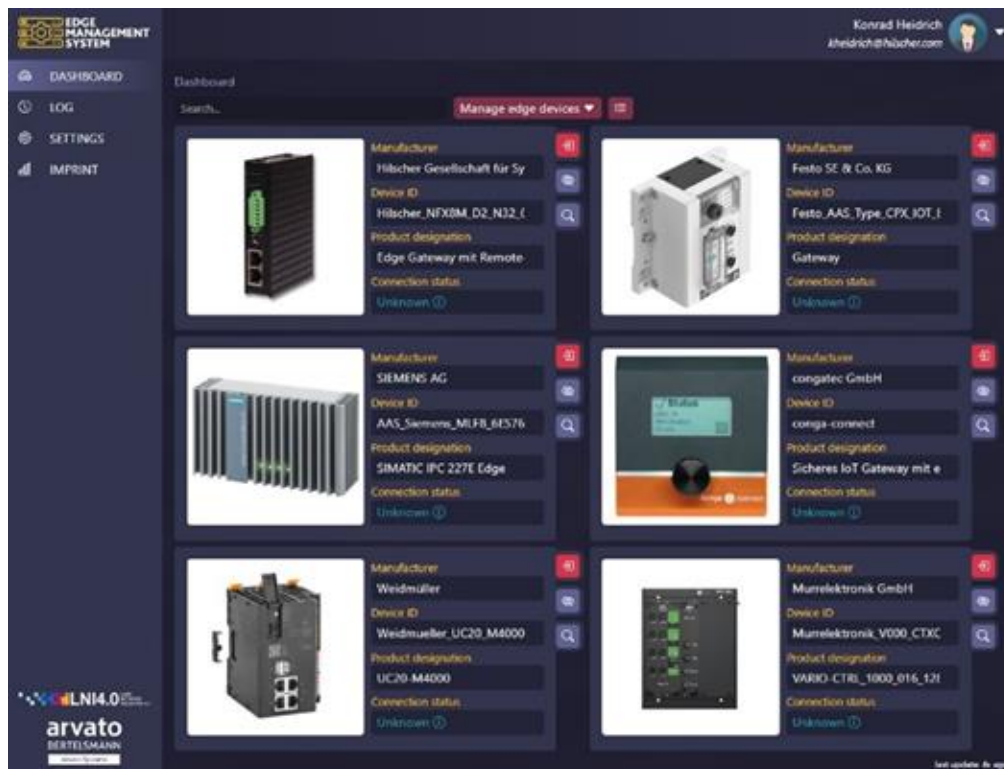 EDGE
MANAGEMENT
SYSTEM
Konrad Heidrich
kheidrich@hilscher.com
DASHBOARD
LOG
SETTINGS
IMPRINT
Dashboard
Search...
Manage edge devices
Manufacturer
Hilscher Gesellschaft für Sy
Device ID
Hilscher_NFX8M_D2_N32_(
Product designation
Edge Gateway mit Remote-
Connection status
Unknown
Manufacturer
Festo SE & Co. KG
Device ID
Festo_AAS_Type_CPX_IOT_
Product designation
Gateway
Connection status
Unknown
Manufacturer
SIEMENS AG
Device ID
AAS_Siemens_MLFB_6ES76
Product designation
SIMATIC IPC 227E Edge
Connection status
Unknown
Status
Manufacturer
congatec GmbH
Device ID
conga-connect
Product designation
Sicheres IoT Gateway mit e
Connection status
Unknown
Manufacturer
Weidmüller
Device ID
Weidmueller_UC20_M4000
Product designation
UC20-M4000
Connection status
Unknown
Manufacturer
Murrelektronik GmbH
Device ID
Murrelektronik_V000_CTXC
Product designation
VARIO-CTRL_1000_016_12
Connection status
Unknown
LNI4.0
arvato
BERTELSMANN
last update: